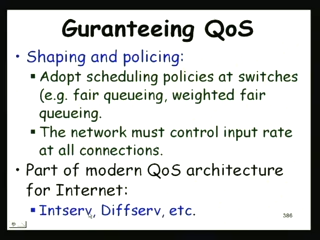 Guranteeing QoS
• Shaping and policing:
▪ Adopt scheduling policies at switches
(e.g. fair queueing, weighted fair
queueing.
▪ The network must control input rate
at all connections.
• Part of modern QoS architecture
for Internet:
▪ Intserv, Diffserv, etc.
386